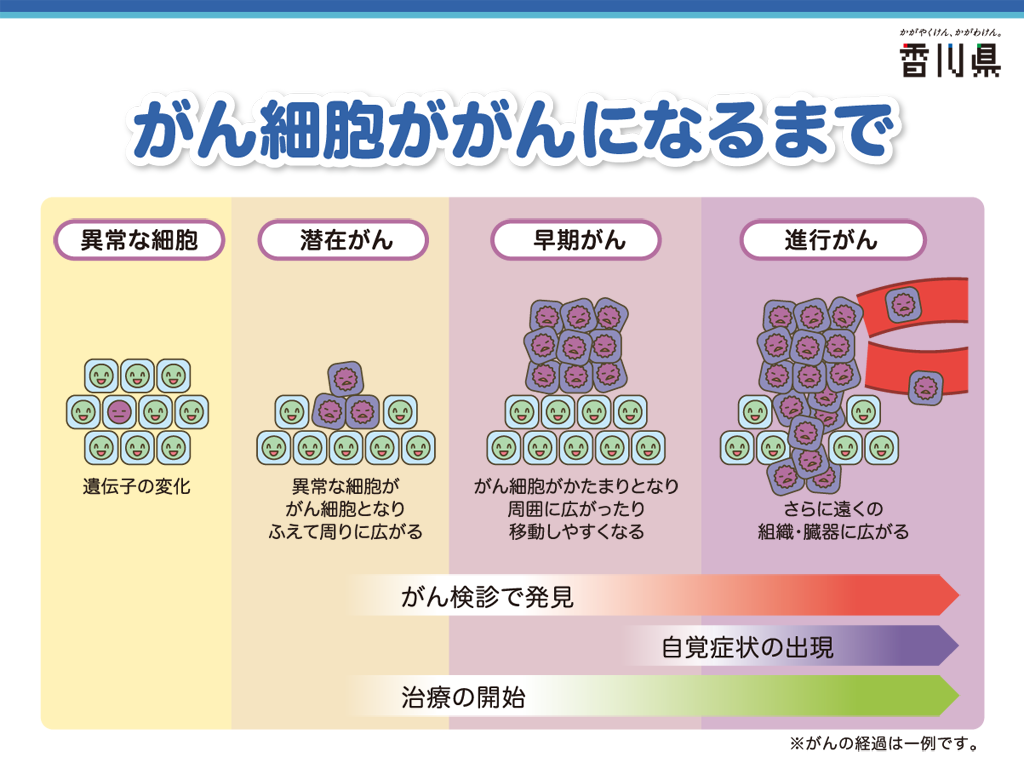 かがやくけん、かがわけん。
香川県
がん細胞ががんになるまで
異常な細胞
潜在がん
早期がん
進行がん
遺伝子の変化
異常な細胞が
がん細胞となり
ふえて周りに広がる
がん細胞がかたまりとなり
周囲に広がったり
移動しやすくなる
さらに遠くの
組織・臓器に広がる
がん検診で発見
自覚症状の出現
治療の開始
※がんの経過は一例です。